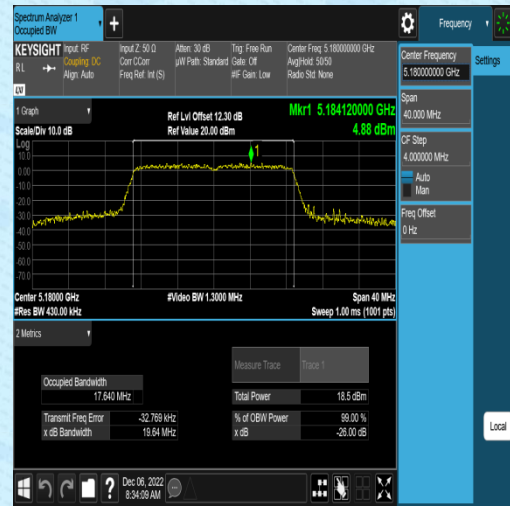 Spectrum Analyzer 1
Occupied BW
+
Frequency
KEYSIGHT
RL
Input: RF
Coupling: DC
Align: Auto
Input Z: 50 Ω
Corr CCorr
Freq Ref: Int (S)
Atten: 30 dB
µW Path: Standard
Trig: Free Run
Gate: Off
#IF Gain: Low
Center Freq: 5.180000000 GHz
Avg|Hold: 50/50
Radio Std: None
Center Frequency
5.180000000 GHz
Settings
Span
40.000 MHz
CF Step
4.000000 MHz
Auto
Man
Freq Offset
0 Hz
1 Graph
Scale/Div 10.0 dB
Ref Lvl Offset 12.30 dB
Ref Value 20.00 dBm
Mkr1 5.184120000 GHz
4.88 dBm
Log
10.0
0.00
-10.0
-20.0
-30.0
-40.0
-50.0
-60.0
-70.0
1
Center 5.18000 GHz
#Res BW 430.00 kHz
#Video BW 1.3000 MHz
Span 40 MHz
Sweep 1.00 ms (1001 pts)
2 Metrics
Measure Trace
Trace 1
Occupied Bandwidth
17.640 MHz
Total Power
18.5 dBm
Transmit Freq Error
-32.769 kHz
% of OBW Power
99.00 %
x dB Bandwidth
19.64 MHz
x dB
-26.00 dB
Local
?
Dec 06, 2022
8:34:09 AM